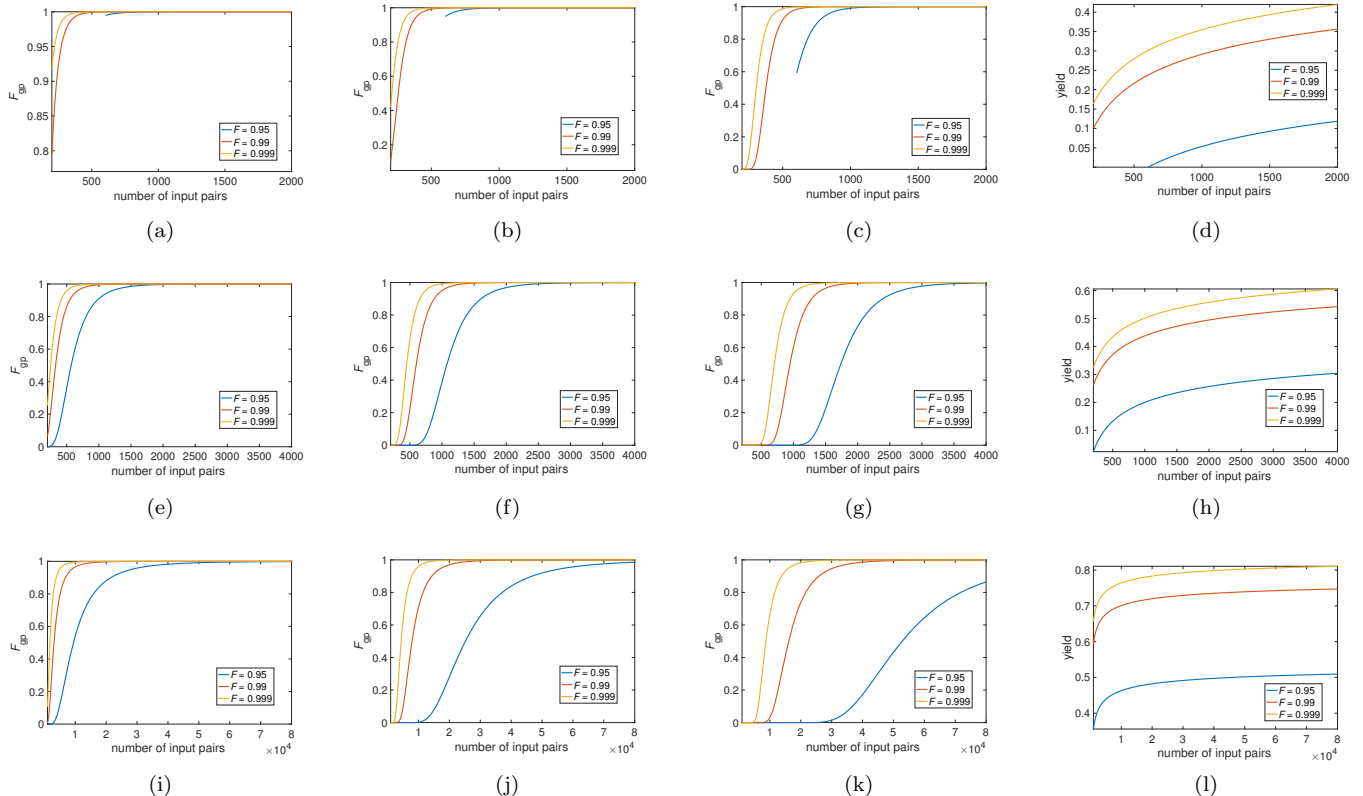 1
0.95
0.9
0.85
0.8
F_gp
500 1000 1500 2000
number of input pairs
F = 0.95
F = 0.99
F = 0.999
(a)
1
0.8
0.6
0.4
0.2
F_gp
500 1000 1500 2000
number of input pairs
F = 0.95
F = 0.99
F = 0.999
(b)
1
0.8
0.6
0.4
0.2
0
F_gp
500 1000 1500 2000
number of input pairs
F = 0.95
F = 0.99
F = 0.999
(c)
0.4
0.35
0.3
0.25
0.2
0.15
0.1
0.05
yield
500 1000 1500 2000
number of input pairs
F = 0.95
F = 0.99
F = 0.999
(d)
1
0.8
0.6
0.4
0.2
0
F_gp
500 1000 1500 2000 2500 3000 3500 4000
number of input pairs
F = 0.95
F = 0.99
F = 0.999
(e)
1
0.8
0.6
0.4
0.2
0
F_gp
500 1000 1500 2000 2500 3000 3500 4000
number of input pairs
F = 0.95
F = 0.99
F = 0.999
(f)
1
0.8
0.6
0.4
0.2
0
F_gp
500 1000 1500 2000 2500 3000 3500 4000
number of input pairs
F = 0.95
F = 0.99
F = 0.999
(g)
0.6
0.5
0.4
0.3
0.2
0.1
yield
500 1000 1500 2000 2500 3000 3500 4000
number of input pairs
F = 0.95
F = 0.99
F = 0.999
(h)
1
0.8
0.6
0.4
0.2
0
F_gp
1 2 3 4 5 6 7 8
number of input pairs
×10^4
F = 0.95
F = 0.99
F = 0.999
(i)
1
0.8
0.6
0.4
0.2
0
F_gp
1 2 3 4 5 6 7 8
number of input pairs
×10^4
F = 0.95
F = 0.99
F = 0.999
(j)
1
0.8
0.6
0.4
0.2
0
F_gp
1 2 3 4 5 6 7 8
number of input pairs
×10^4
F = 0.95
F = 0.99
F = 0.999
(k)
0.8
0.7
0.6
0.5
0.4
yield
1 2 3 4 5 6 7 8
number of input pairs
×10^4
F = 0.95
F = 0.99
F = 0.999
(l)